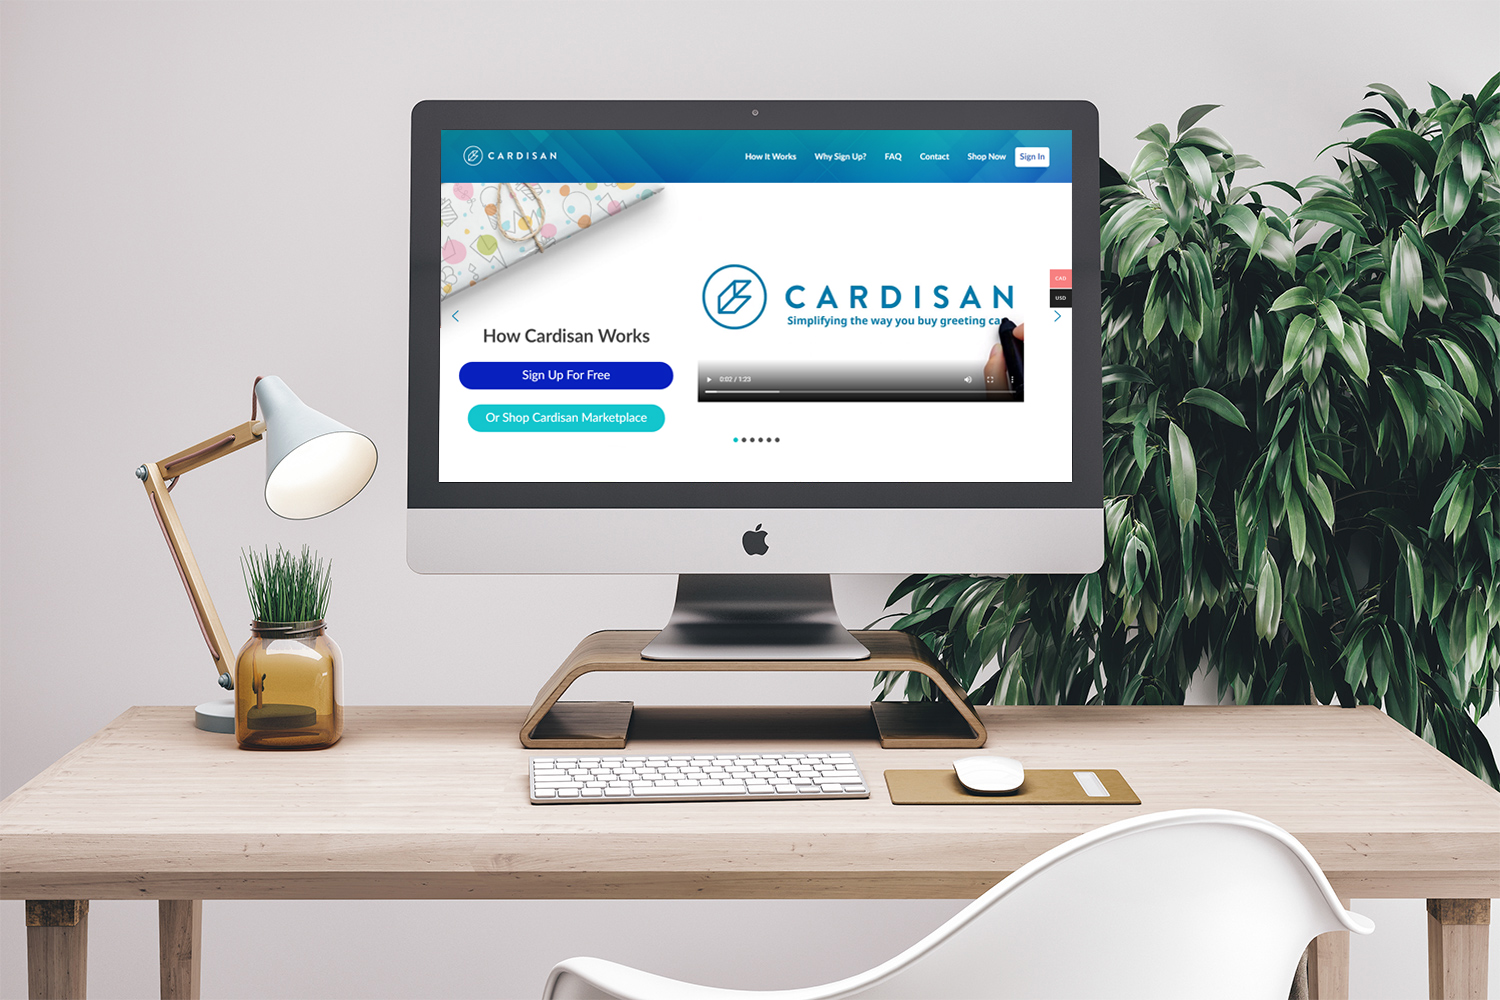 CARDISAN
How It Works
Why Sign Up?
FAQ
Contact
Shop Now
Sign In
CARDISAN
Simplifying the way you buy greeting ca
CAD
USD
How Cardisan Works
Sign Up For Free
Or Shop Cardisan Marketplace
0:02 / 1:23